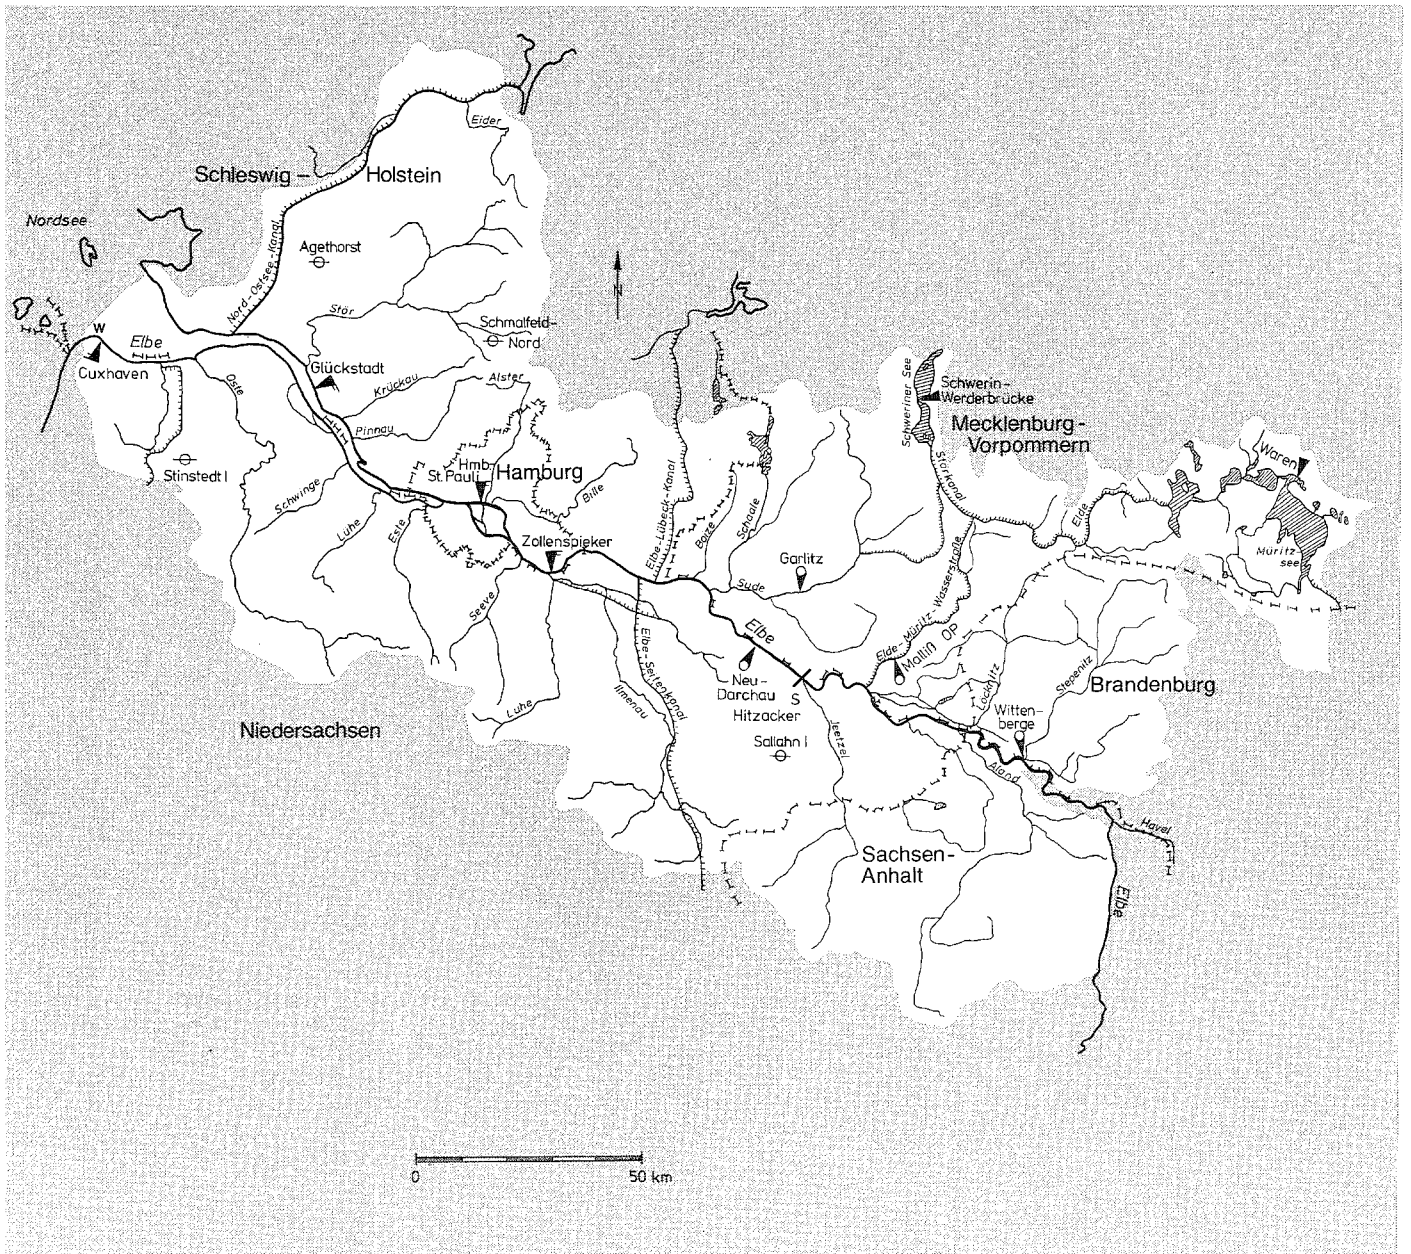 Eider
Schleswig –
Holstein
Nordsee
Nord-Ostsee-Kanal
Agethorst
N
Stör
Schmalfeld-
Nord
W
Elbe
Cuxhaven
Oste
Glückstadt
Krückau
Alster
Pinnau
Schweriner See
Schwerin-
Werderbrücke
Mecklenburg-
Vorpommern
Störkanal
Waren
Stinstedt I
Hmb-
St. Pauli
Hamburg
Bille
Schwinge
Lühe
Este
Zollenspieker
Elbe-Lübeck-Kanal
Boize
Schaale
Elde
Müritz-
see
Garlitz
Sude
Seeve
Elbe
Elde-Müritz-Wasserstraße
Malliß
OP
Löcknitz
Stepenitz
Brandenburg
Elbe-Seitenkanal
Ilmenau
Luhe
Neu-
Darchau
S
Hitzacker
Witten-
berge
Niedersachsen
Sallahn I
Jeetzel
Aland
Havel
Sachsen-
Anhalt
Elbe
0
50 km